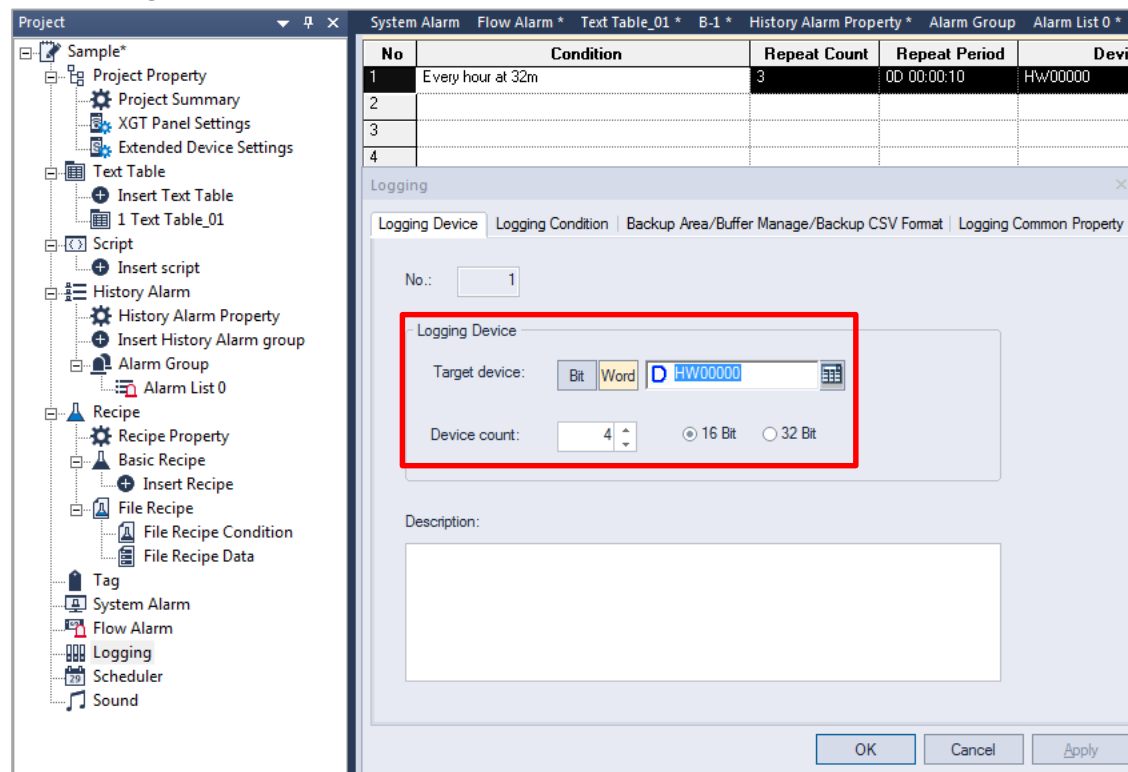 Project
System Alarm Flow Alarm * Text Table_01 * B-1 * History Alarm Property * Alarm Group Alarm List 0 *
Sample*
Project Property
Project Summary
XGT Panel Settings
Extended Device Settings
Text Table
Insert Text Table
1 Text Table_01
Script
Insert script
History Alarm
History Alarm Property
Insert History Alarm group
Alarm Group
Alarm List 0
Recipe
Recipe Property
Basic Recipe
Insert Recipe
File Recipe
File Recipe Condition
File Recipe Data
Tag
System Alarm
Flow Alarm
Logging
29 Scheduler
Sound
No Condition Repeat Count Repeat Period Devi
1 Every hour at 32m 3 0D 00:00:10 HW00000
2
3
4
Logging
Logging Device Logging Condition Backup Area/Buffer Manage/Backup CSV Format Logging Common Property
No.: 1
Logging Device
Target device: Bit Word D HW00000
Device count: 4 16 Bit 32 Bit
Description:
OK Cancel Apply